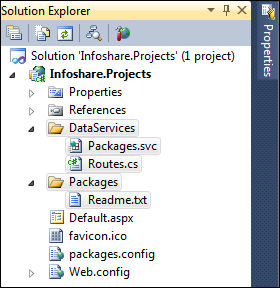 Solution Explorer
Properties
Solution 'Infoshare.Projects' (1 project)
Infoshare.Projects
Properties
References
DataServices
Packages.svc
Routes.cs
Packages
Readme.txt
Default.aspx
favicon.ico
packages.config
Web.config